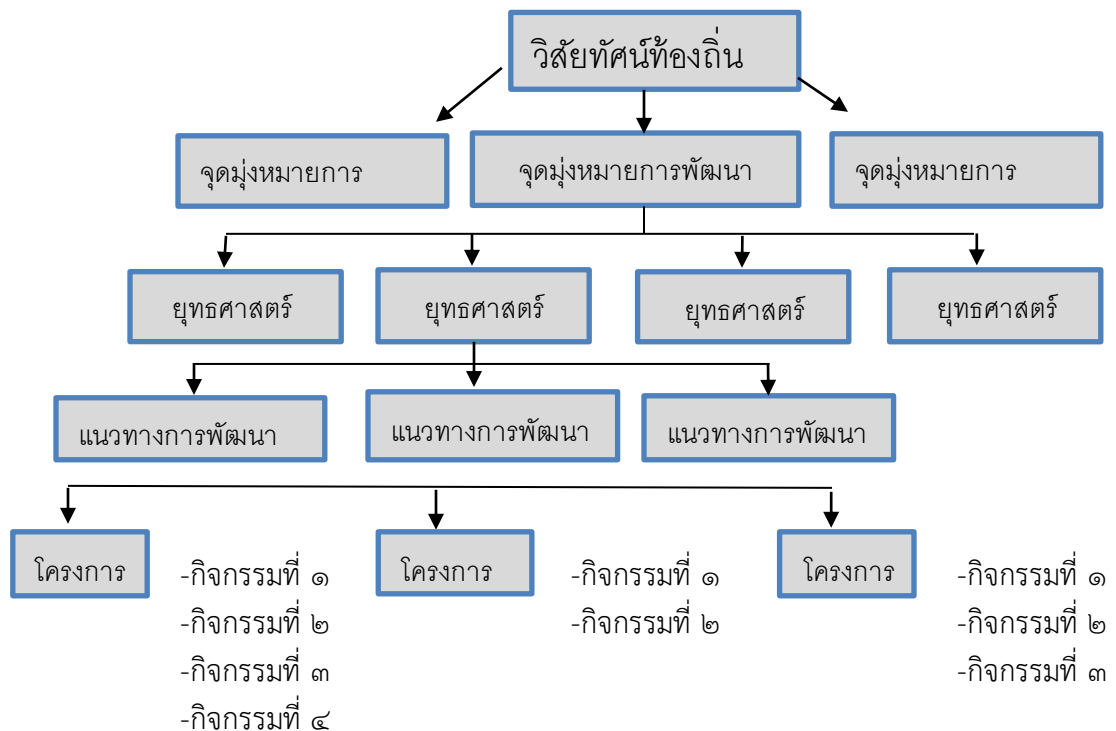 วิสัยทัศน์ท้องถิ่น
จุดมุ่งหมายการ
จุดมุ่งหมายการพัฒนา
จุดมุ่งหมายการ
ยุทธศาสตร์
ยุทธศาสตร์
ยุทธศาสตร์
ยุทธศาสตร์
แนวทางการพัฒนา
แนวทางการพัฒนา
แนวทางการพัฒนา
โครงการ
-กิจกรรมที่ ๑
-กิจกรรมที่ ๒
-กิจกรรมที่ ๓
-กิจกรรมที่ ๔
โครงการ
-กิจกรรมที่ ๑
-กิจกรรมที่ ๒
โครงการ
-กิจกรรมที่ ๑
-กิจกรรมที่ ๒
-กิจกรรมที่ ๓